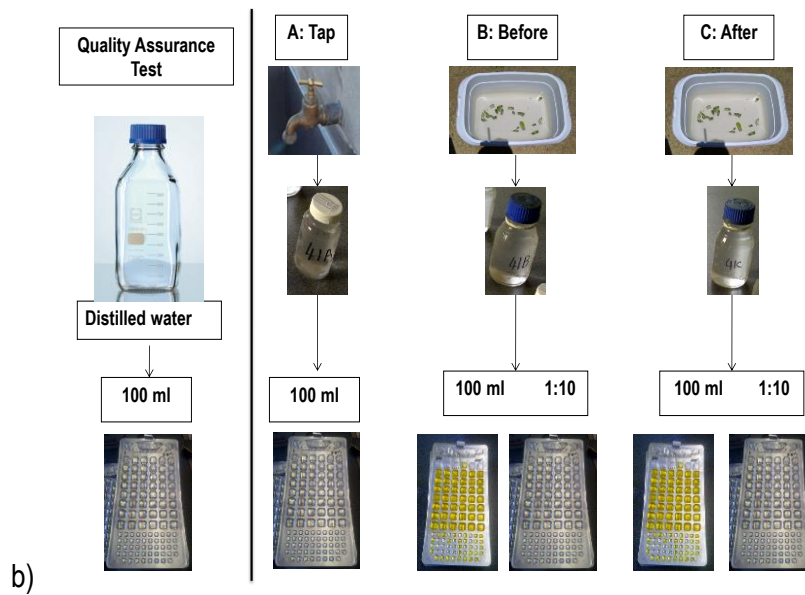 Quality Assurance
Test
A: Tap
B: Before
C: After
41A
41B
Distilled water
100 ml
100 ml
100 ml 1:10
100 ml 1:10
b)